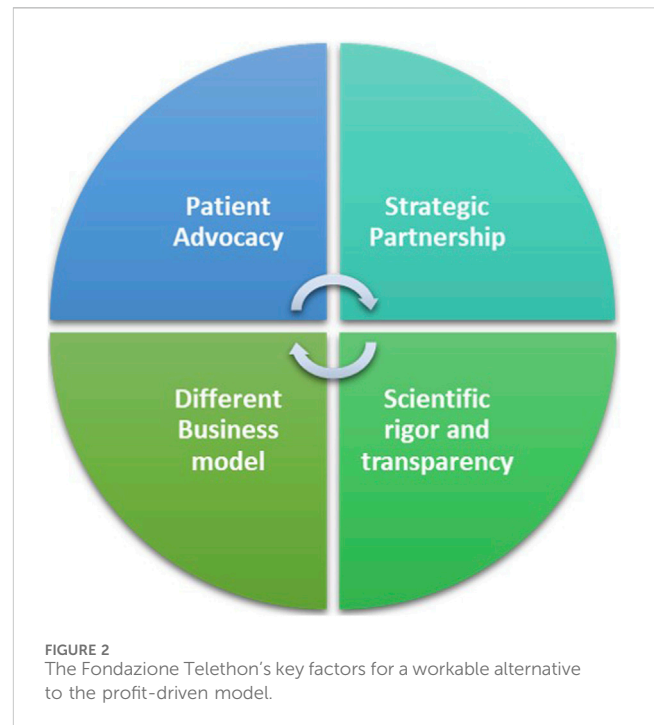 Patient
Advocacy
Strategic
Partnership
Different
Business
model
Scientific
rigor and
transparency
FIGURE 2
The Fondazione Telethon's key factors for a workable alternative
to the profit-driven model.